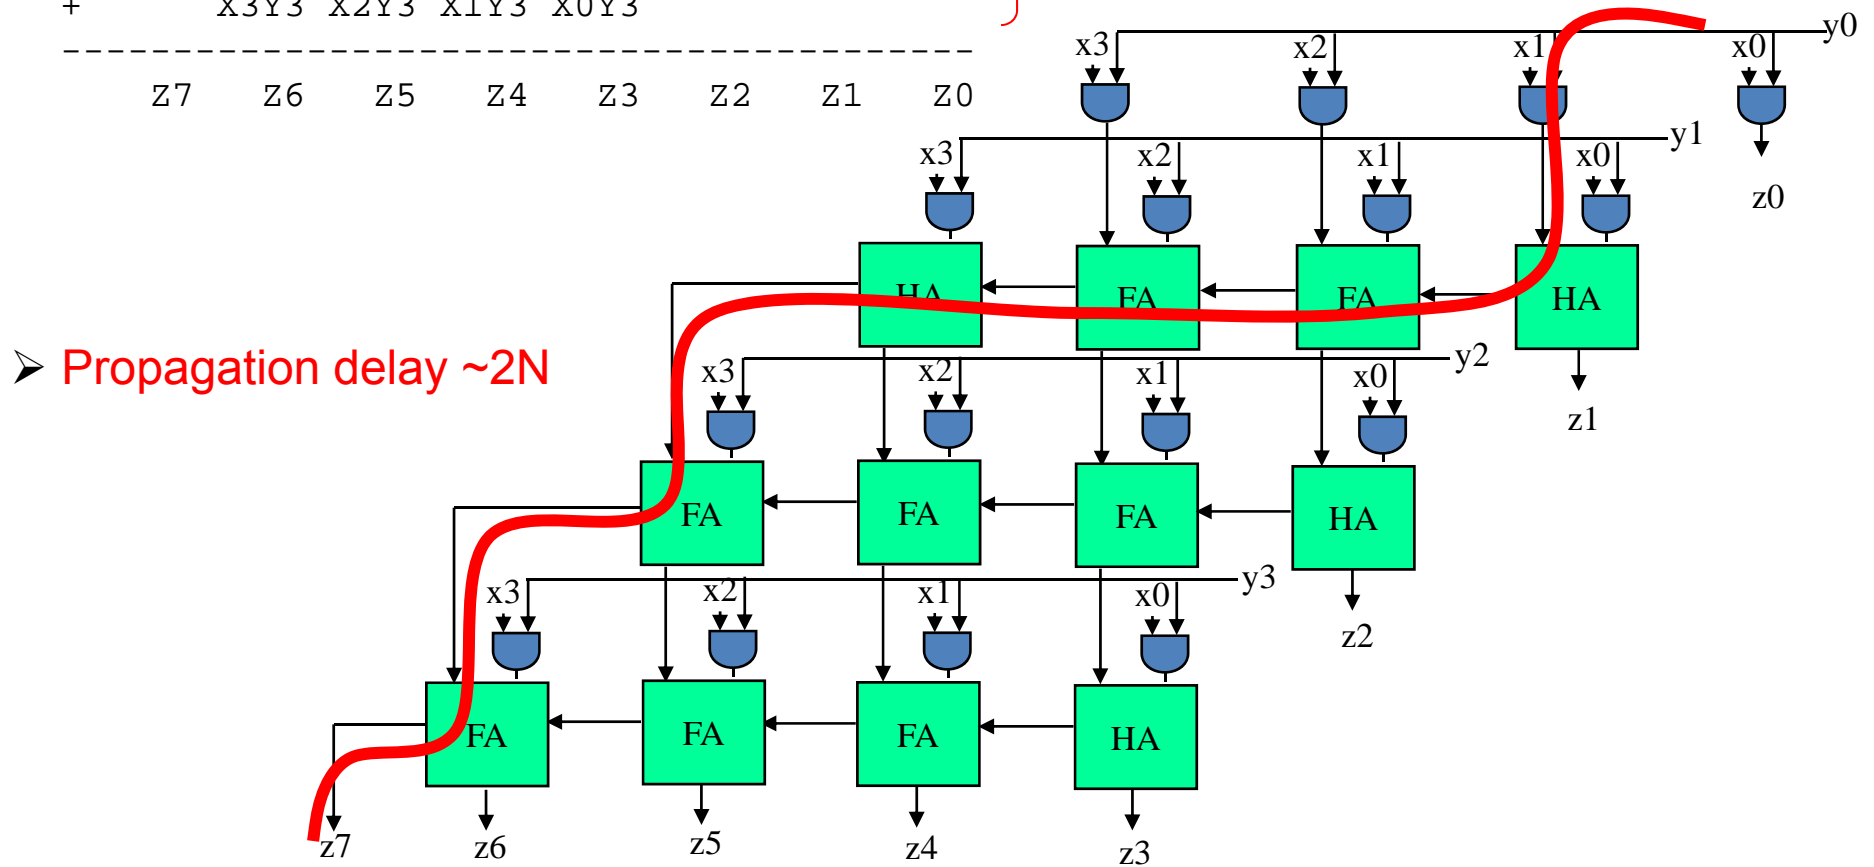 + X3Y3 X2Y3 X1Y3 X0Y3
--------------------------------
Z7 Z6 Z5 Z4 Z3 Z2 Z1 Z0
x3 x2 x1 x0 y0
x3 x2 x1 x0 y1
z0
HA FA FA HA
Propagation delay ~2N
x3 x2 x1 x0 y2
z1
FA FA FA HA
x3 x2 x1 x0 y3
z2
FA FA FA HA
z7 z6 z5 z4 z3